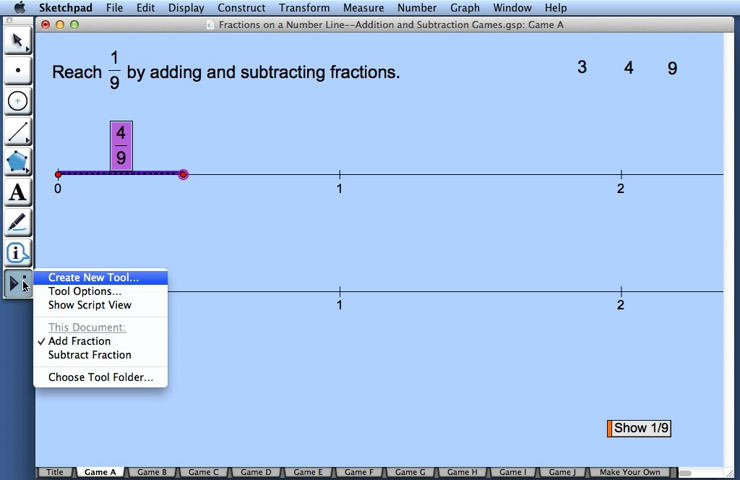 Sketchpad File Edit Display Construct Transform Measure Number Graph Window Help
Fractions on a Number Line--Addition and Subtraction Games.gsp: Game A
Reach 1/9 by adding and subtracting fractions.
3 4 9
4/9
0 1 2
A
i
Create New Tool...
Tool Options...
Show Script View
1 2
This Document:
✓ Add Fraction
Subtract Fraction
Choose Tool Folder...
Show 1/9
Title Game A Game B Game C Game D Game E Game F Game G Game H Game I Game J Make Your Own